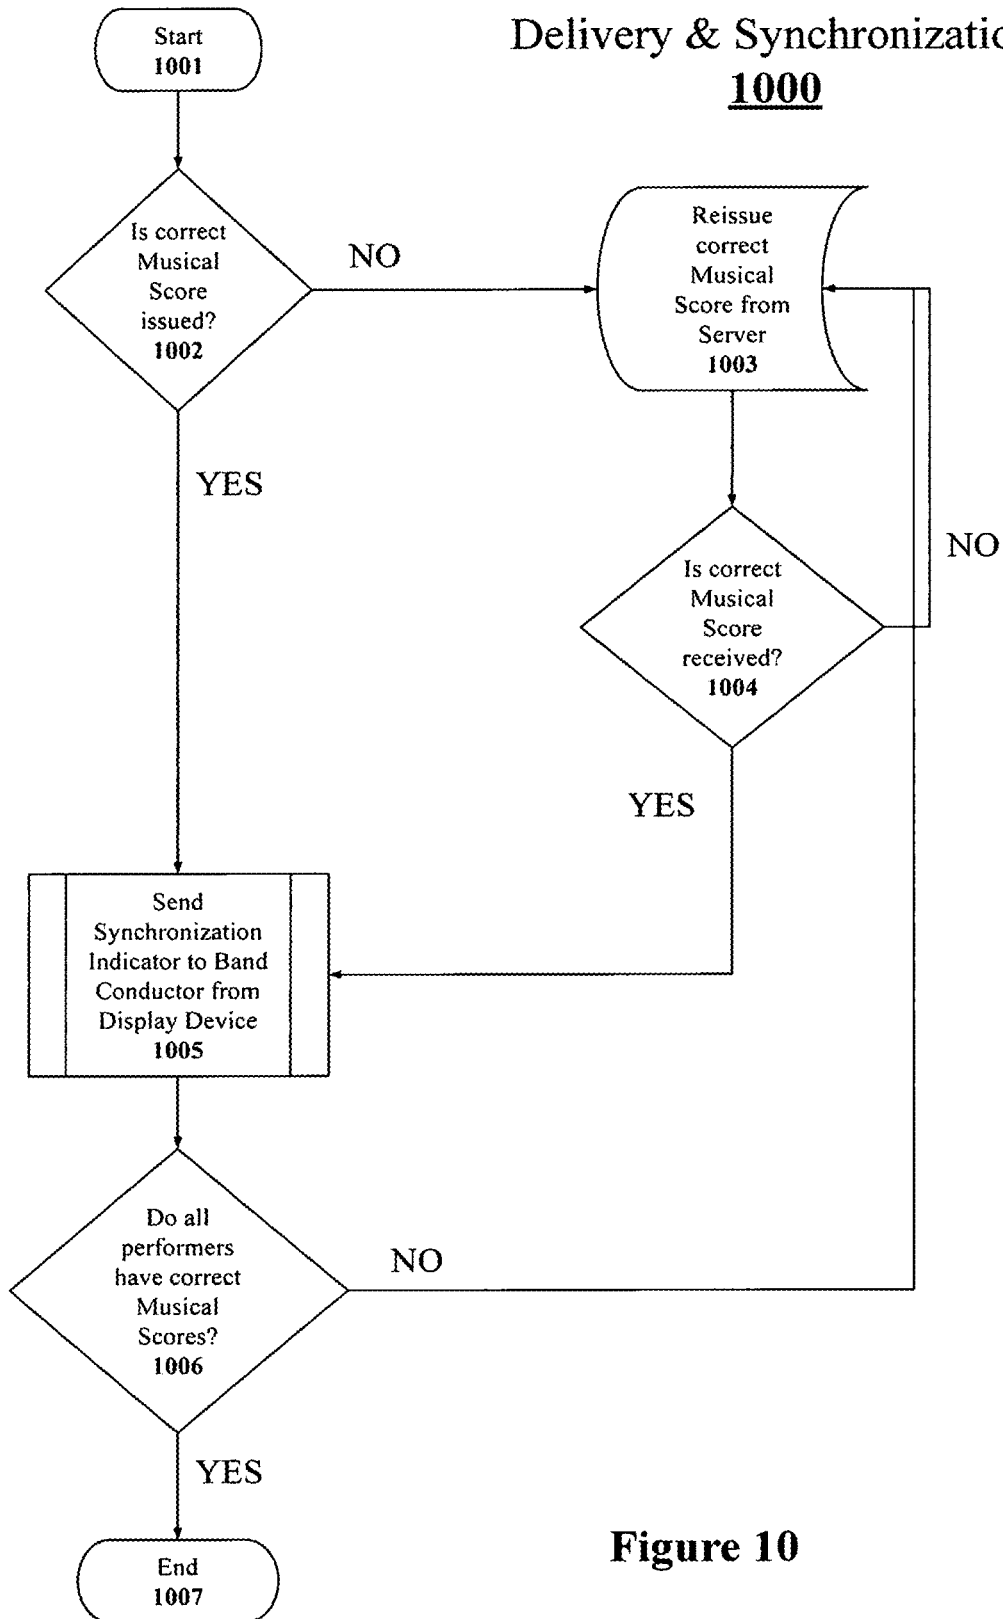 Delivery & Synchronizatio
1000
Start
1001
Is correct
Musical
Score
issued?
1002
NO
Reissue
correct
Musical
Score from
Server
1003
YES
Is correct
Musical
Score
received?
1004
NO
YES
Send
Synchronization
Indicator to Band
Conductor from
Display Device
1005
Do all
performers
have correct
Musical
Scores?
1006
NO
YES
End
1007
Figure 10